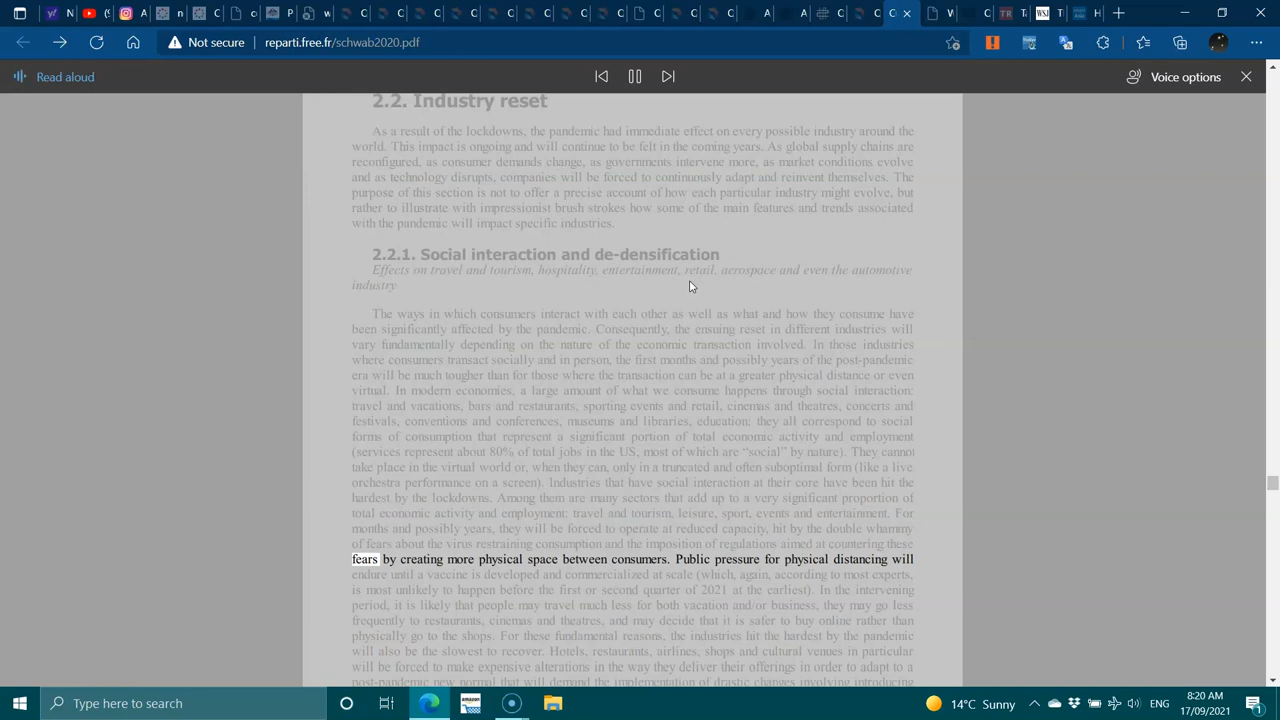 Not secure
reparti.free.fr/schwab2020.pdf
Read aloud
Voice options
2.2. Industry reset
As a result of the lockdowns, the pandemic had immediate effect on every possible industry around the
world. This impact is ongoing and will continue to be felt in the coming years. As global supply chains are
reconfigured, as consumer demands change, as governments intervene more, as market conditions evolve
and as technology disrupts, companies will be forced to continuously adapt and reinvent themselves. The
purpose of this section is not to offer a precise account of how each particular industry might evolve, but
rather to illustrate with impressionist brush strokes how some of the main features and trends associated
with the pandemic will impact specific industries.
2.2.1. Social interaction and de-densification
Effects on travel and tourism, hospitality, entertainment, retail, aerospace and even the automotive
industry
The ways in which consumers interact with each other as well as what and how they consume have
been significantly affected by the pandemic. Consequently, the ensuing reset in different industries will
vary fundamentally depending on the nature of the economic transaction involved. In those industries
where consumers transact socially and in person, the first months and possibly years of the post-pandemic
era will be much tougher than for those where the transaction can be at a greater physical distance or even
virtual. In modern economies, a large amount of what we consume happens through social interaction:
travel and vacations, bars and restaurants, sporting events and retail, cinemas and theatres, concerts and
festivals, conventions and conferences, museums and libraries, education: they all correspond to social
forms of consumption that represent a significant portion of total economic activity and employment
(services represent about 80% of total jobs in the US, most of which are “social” by nature). They cannot
take place in the virtual world or, when they can, only in a truncated and often suboptimal form (like a live
orchestra performance on a screen). Industries that have social interaction at their core have been hit the
hardest by the lockdowns. Among them are many sectors that add up to a very significant proportion of
total economic activity and employment: travel and tourism, leisure, sport, events and entertainment. For
months and possibly years, they will be forced to operate at reduced capacity, hit by the double whammy
of fears about the virus restraining consumption and the imposition of regulations aimed at countering these
fears by creating more physical space between consumers. Public pressure for physical distancing will
endure until a vaccine is developed and commercialized at scale (which, again, according to most experts,
is most unlikely to happen before the first or second quarter of 2021 at the earliest). In the intervening
period, it is likely that people may travel much less for both vacation and/or business, they may go less
frequently to restaurants, cinemas and theatres, and may decide that it is safer to buy online rather than
physically go to the shops. For these fundamental reasons, the industries hit the hardest by the pandemic
will also be the slowest to recover. Hotels, restaurants, airlines, shops and cultural venues in particular
will be forced to make expensive alterations in the way they deliver their offerings in order to adapt to a
post-pandemic new normal that will demand the implementation of drastic changes involving introducing
Type here to search
14°C Sunny
ENG
8:20 AM
17/09/2021